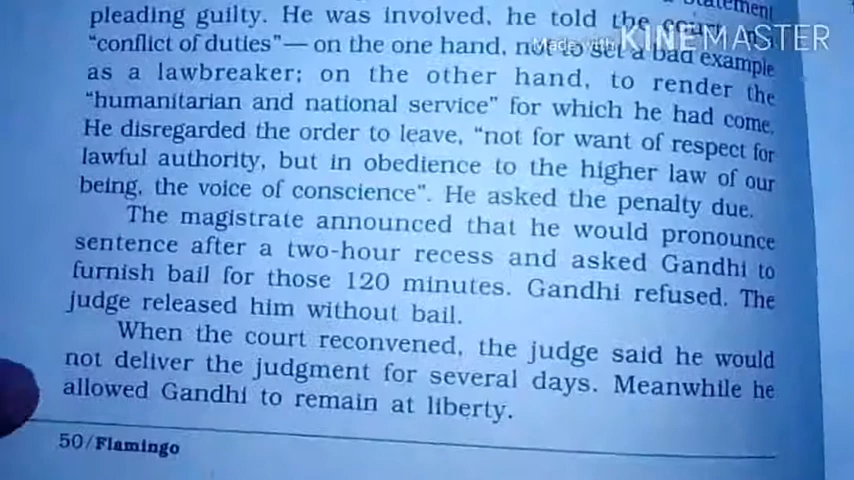 statement
pleading guilty. He was involved, he told the court, in a
"conflict of duties" — on the one hand, not to set a bad example
as a lawbreaker; on the other hand, to render the
"humanitarian and national service" for which he had come.
He disregarded the order to leave, "not for want of respect for
lawful authority, but in obedience to the higher law of our
being, the voice of conscience". He asked the penalty due.
The magistrate announced that he would pronounce
sentence after a two-hour recess and asked Gandhi to
furnish bail for those 120 minutes. Gandhi refused. The
judge released him without bail.
When the court reconvened, the judge said he would
not deliver the judgment for several days. Meanwhile he
allowed Gandhi to remain at liberty.
50/Flamingo
Made with KINEMASTER